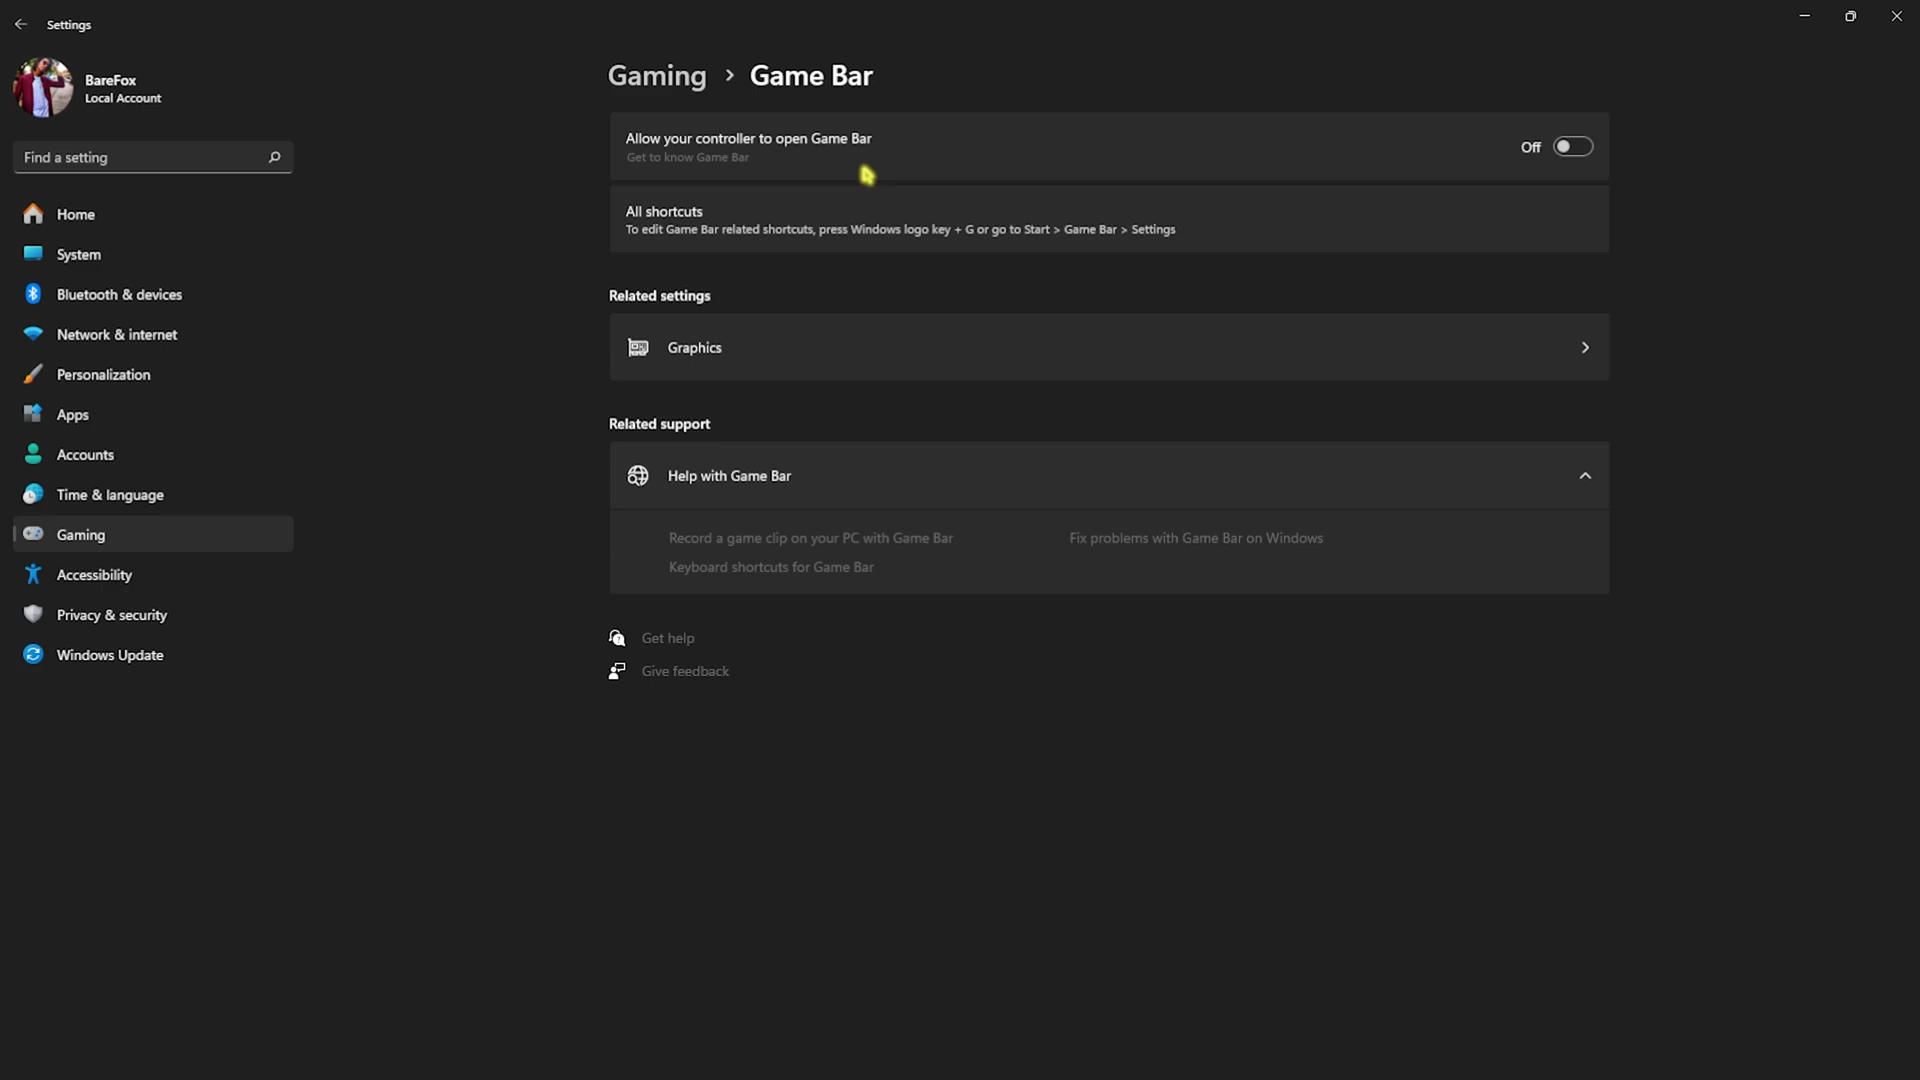 Settings
BareFox
Local Account
Find a setting
Home
System
Bluetooth & devices
Network & internet
Personalization
Apps
Accounts
Time & language
Gaming
Accessibility
Privacy & security
Windows Update
Gaming > Game Bar
Allow your controller to open Game Bar
Get to know Game Bar
Off
All shortcuts
To edit Game Bar related shortcuts, press Windows logo key + G or go to Start > Game Bar > Settings
Related settings
Graphics
Related support
Help with Game Bar
Record a game clip on your PC with Game Bar
Fix problems with Game Bar on Windows
Keyboard shortcuts for Game Bar
Get help
Give feedback